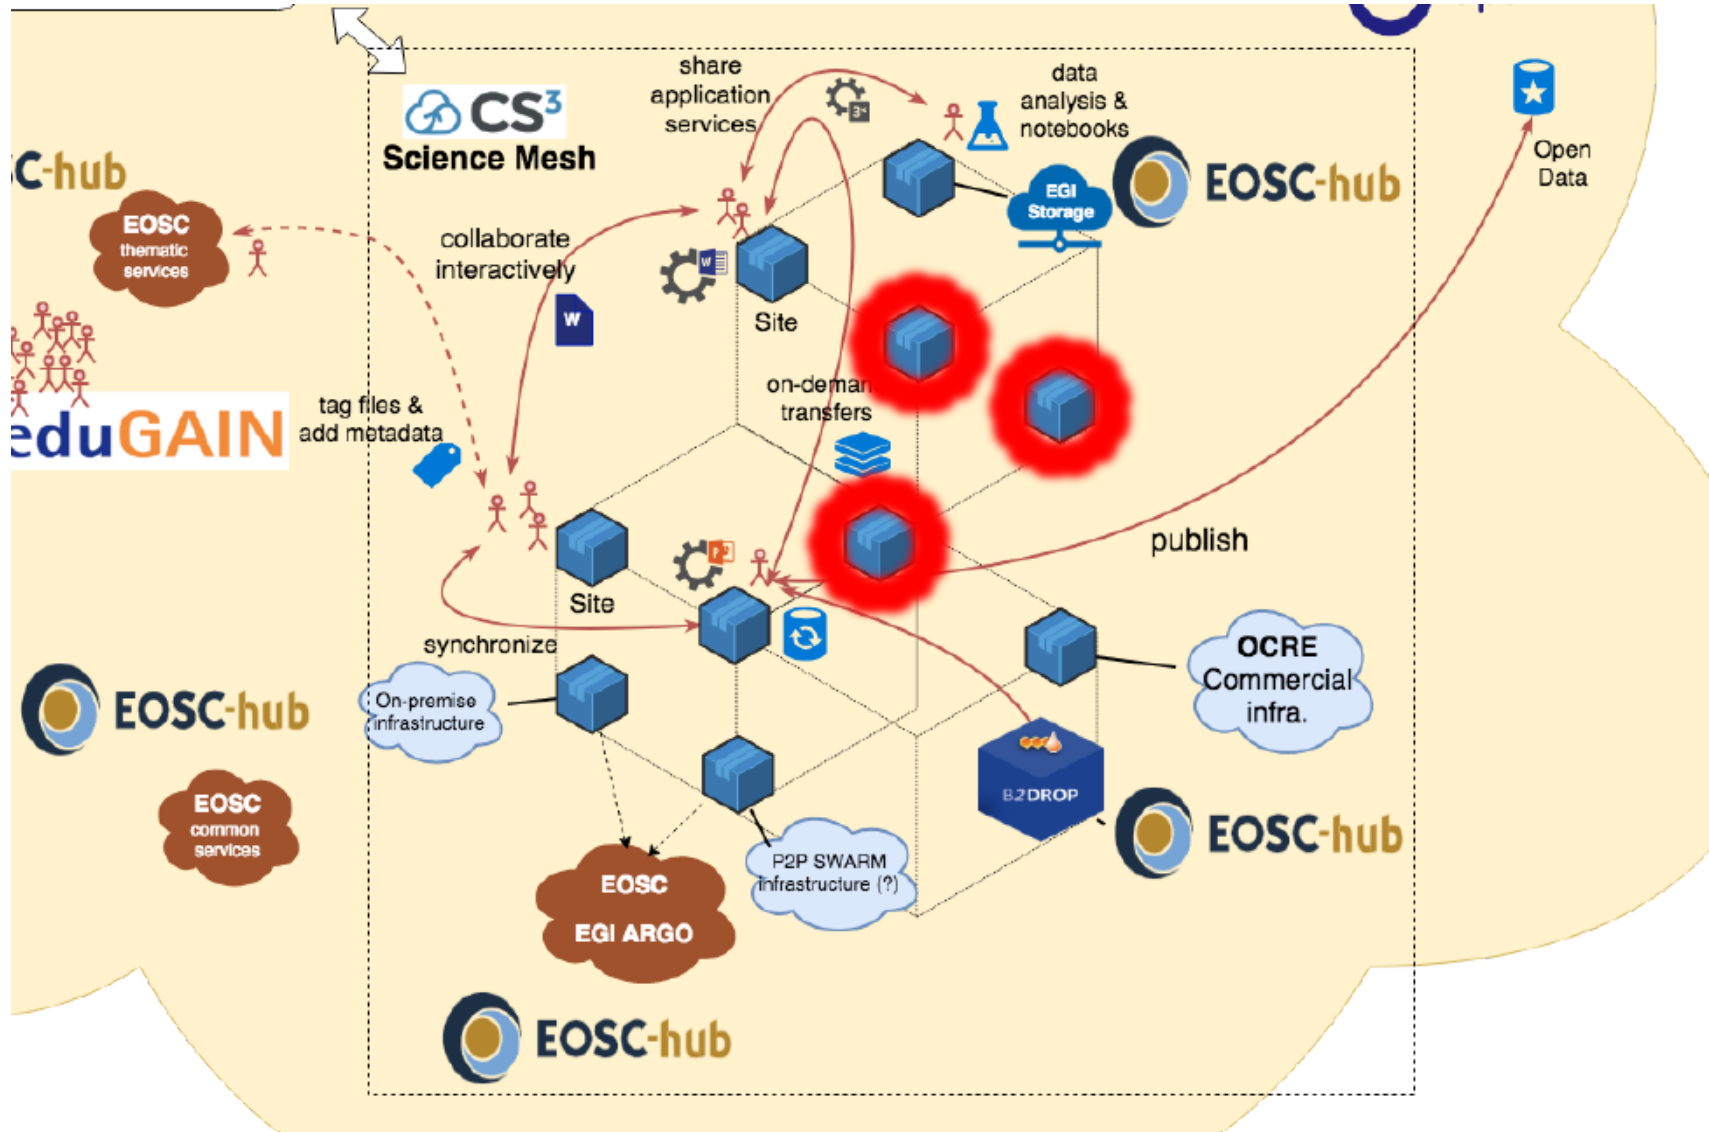 share
application
services
data
analysis &
notebooks
CS3
Science Mesh
Open
Data
C-hub
EOSC
thematic
services
EGI
Storage
EOSC-hub
collaborate
interactively
W
W
Site
on-deman
transfers
tag files &
add metadata
eduGAIN
publish
P
Site
synchronize
OCRE
Commercial
infra.
On-premise
infrastructure
EOSC-hub
B2DROP
EOSC
common
services
EOSC-hub
P2P SWARM
infrastructure (?)
EOSC
EGI ARGO
EOSC-hub